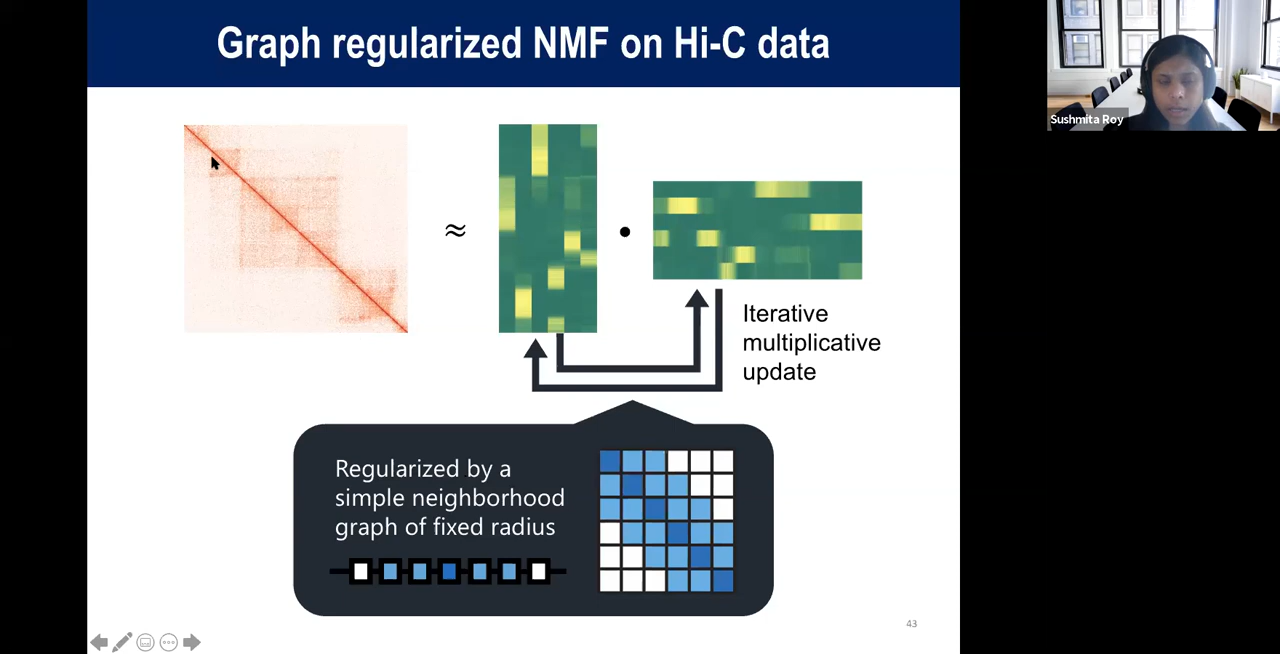 Graph regularized NMF on Hi-C data
Sushmita Roy
≈
•
Iterative
multiplicative
update
Regularized by a
simple neighborhood
graph of fixed radius
43